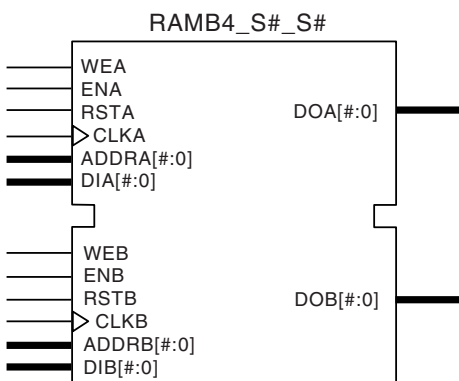 RAMB4_S#_S#
WEA
ENA
RSTA
CLKA
ADDRA[#:0]
DIA[#:0]
DOA[#:0]
WEB
ENB
RSTB
CLKB
ADDRB[#:0]
DIB[#:0]
DOB[#:0]